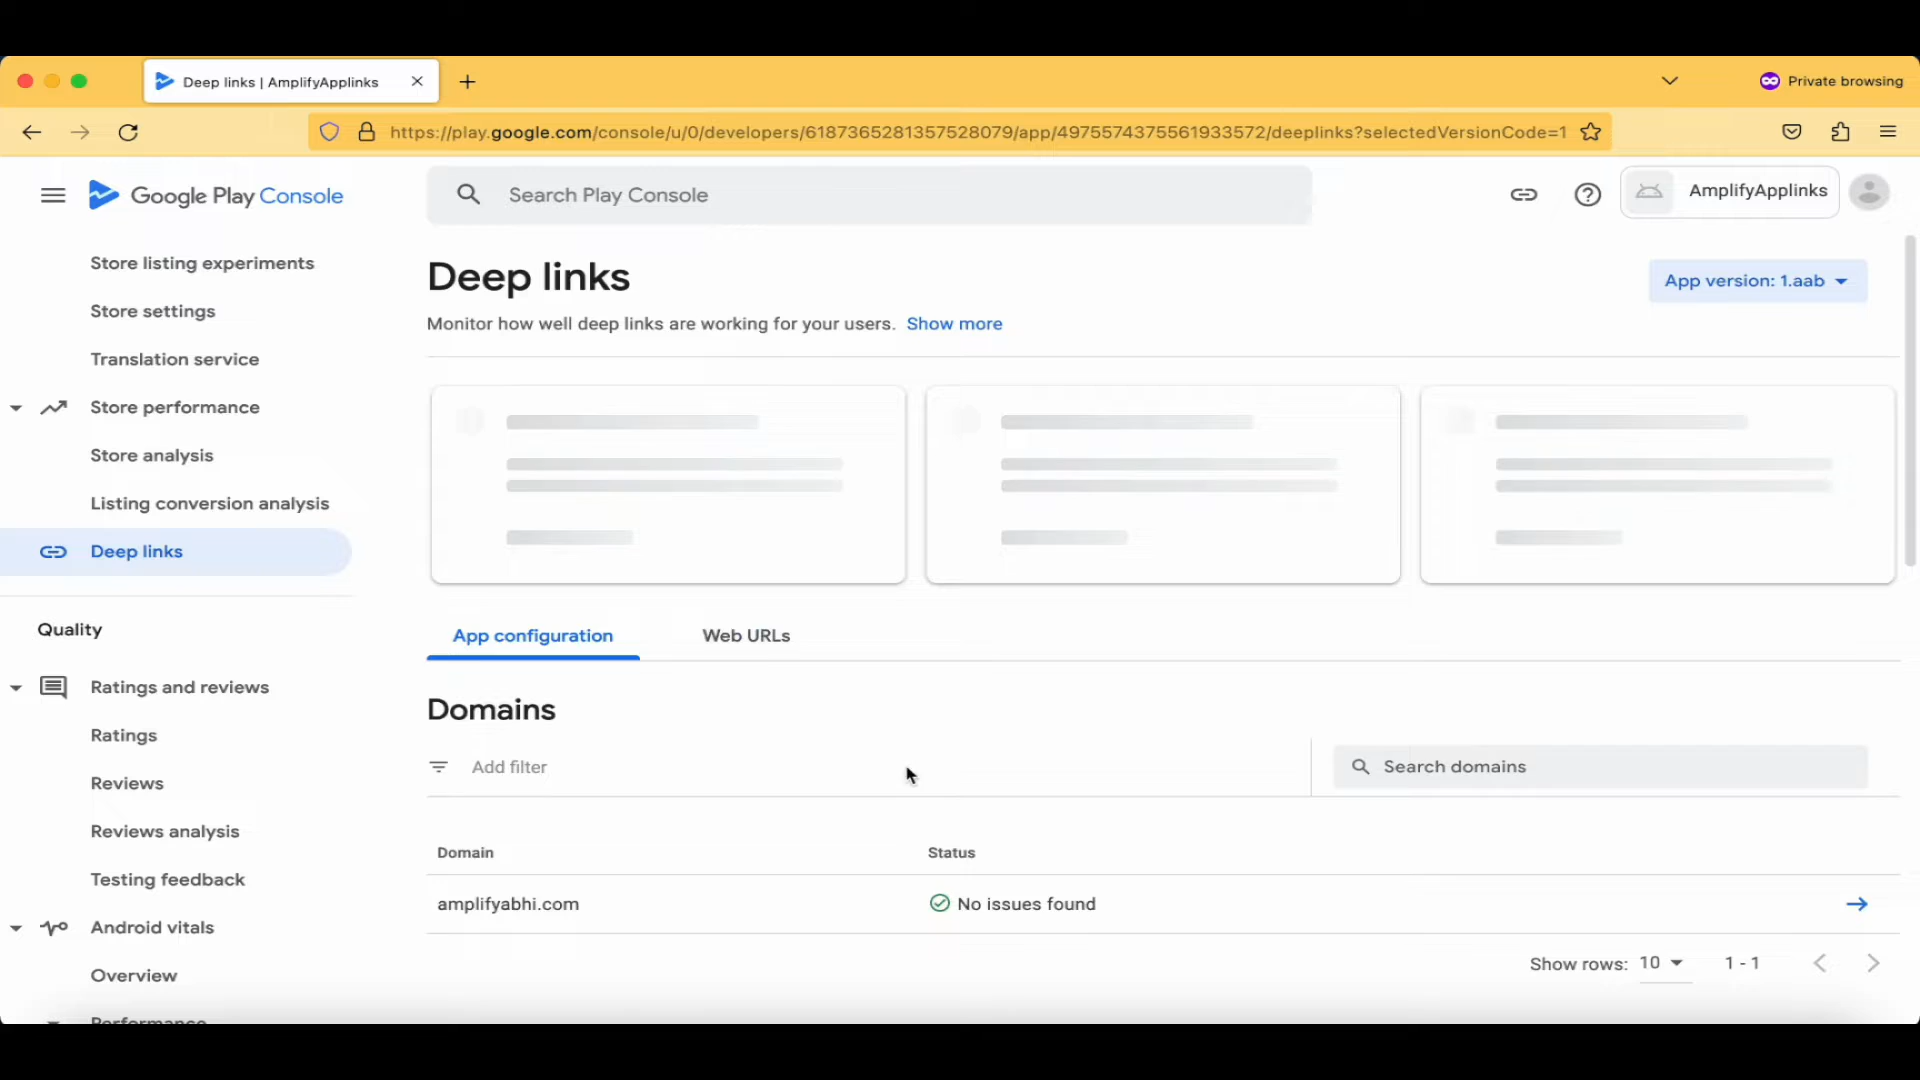 Deep links | AmplifyApplinks
Private browsing
https://play.google.com/console/u/0/developers/6187365281357528079/app/4975574375561933572/deeplinks?selectedVersionCode=1
Google Play Console
Search Play Console
AmplifyApplinks
Store listing experiments
Store settings
Translation service
Store performance
Store analysis
Listing conversion analysis
Deep links
Quality
Ratings and reviews
Ratings
Reviews
Reviews analysis
Testing feedback
Android vitals
Overview
Performance
Deep links
App version: 1.aab
Monitor how well deep links are working for your users. Show more
App configuration
Web URLs
Domains
Add filter
Search domains
Domain
Status
amplifyabhi.com
No issues found
Show rows: 10
1 - 1